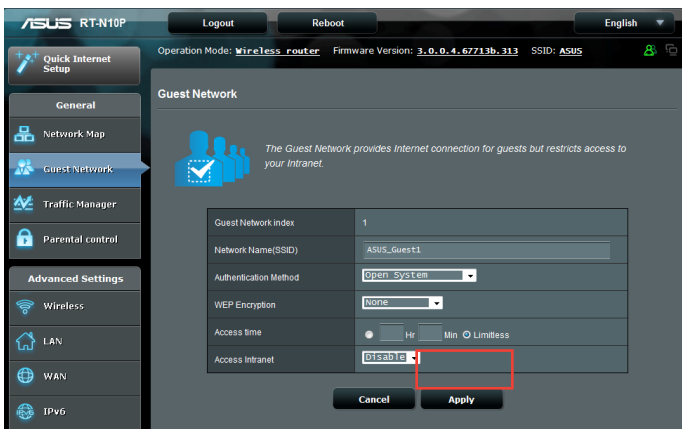 ASUS RT-N10P
Logout Reboot English
Quick Internet
Setup
Operation Mode: Wireless router Firmware Version: 3.0.0.4.67713b.313 SSID: ASUS
General
Network Map
Guest Network
Traffic Manager
Parental control
Advanced Settings
Wireless
LAN
WAN
IPv6
Guest Network
The Guest Network provides Internet connection for guests but restricts access to
your Intranet.
Guest Network index 1
Network Name(SSID) ASUS_Guest1
Authentication Method Open System
WEP Encryption None
Access time Hr Min Limitless
Access Intranet Disable
Cancel Apply